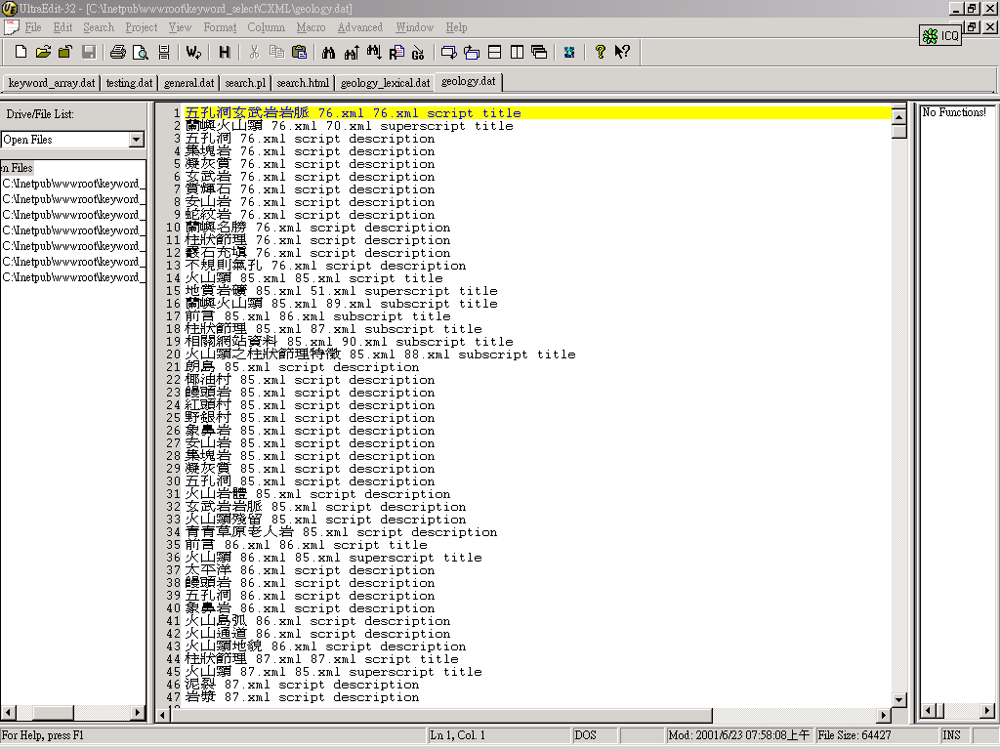 UltraEdit-32 - [C:\Inetpub\wwwroot\keyword_select\CXML\geology.dat]
File Edit Search Project View Format Column Macro Advanced Window Help
ICQ
keyword_array.dat testing.dat general.dat search.pl search.html geology_lexical.dat geology.dat
Drive/File List:
Open Files
n Files
C:\Inetpub\wwwroot\keyword_
C:\Inetpub\wwwroot\keyword_
C:\Inetpub\wwwroot\keyword_
C:\Inetpub\wwwroot\keyword_
C:\Inetpub\wwwroot\keyword_
C:\Inetpub\wwwroot\keyword_
C:\Inetpub\wwwroot\keyword_
1 五孔洞玄武岩岩脈 76.xml 76.xml script title
2 蘭嶼火山頸 76.xml 70.xml superscript title
3 五孔洞 76.xml script description
4 集塊岩 76.xml script description
5 凝灰質 76.xml script description
6 玄武岩 76.xml script description
7 質輝石 76.xml script description
8 安山岩 76.xml script description
9 蛇紋岩 76.xml script description
10 蘭嶼名勝 76.xml script description
11 柱狀節理 76.xml script description
12 霰石充填 76.xml script description
13 不規則氣孔 76.xml script description
14 火山頸 85.xml 85.xml script title
15 地質岩礦 85.xml 51.xml superscript title
16 蘭嶼火山頸 85.xml 89.xml subscript title
17 前言 85.xml 86.xml subscript title
18 柱狀節理 85.xml 87.xml subscript title
19 相關網站資料 85.xml 90.xml subscript title
20 火山頸之柱狀節理特徵 85.xml 88.xml subscript title
21 朗島 85.xml script description
22 椰油村 85.xml script description
23 饅頭岩 85.xml script description
24 紅頭村 85.xml script description
25 野銀村 85.xml script description
26 象鼻岩 85.xml script description
27 安山岩 85.xml script description
28 集塊岩 85.xml script description
29 凝灰質 85.xml script description
30 五孔洞 85.xml script description
31 火山岩體 85.xml script description
32 玄武岩岩脈 85.xml script description
33 火山頸殘留 85.xml script description
34 青青草原老人岩 85.xml script description
35 前言 86.xml 86.xml script title
36 火山頸 86.xml 85.xml superscript title
37 太平洋 86.xml script description
38 饅頭岩 86.xml script description
39 五孔洞 86.xml script description
40 象鼻岩 86.xml script description
41 火山島弧 86.xml script description
42 火山通道 86.xml script description
43 火山頸地貌 86.xml script description
44 柱狀節理 87.xml 87.xml script title
45 火山頸 87.xml 85.xml superscript title
46 泥裂 87.xml script description
47 岩漿 87.xml script description
No Functions!
For Help, press F1 Ln 1, Col. 1 DOS Mod: 2001/6/23 07:58:08上午 File Size: 64427 INS